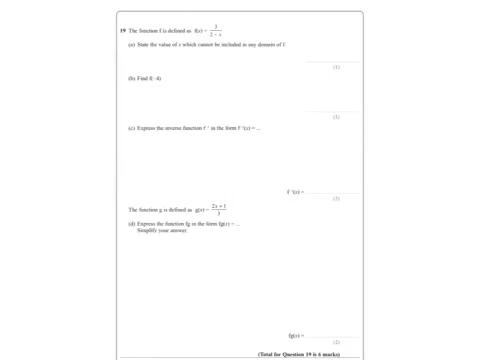 19 The function f is defined as f(x) = 3/(2 − x)
(a) State the value of x which cannot be included in any domain of f
(1)
(b) Find f(−4)
(1)
(c) Express the inverse function f⁻¹ in the form f⁻¹(x) = ...
f⁻¹(x) =
The function g is defined as g(x) = (2x + 1)/3
(d) Express the function fg in the form fg(x) = ...
Simplify your answer.
fg(x) =
(2)
(Total for Question 19 is 6 marks)